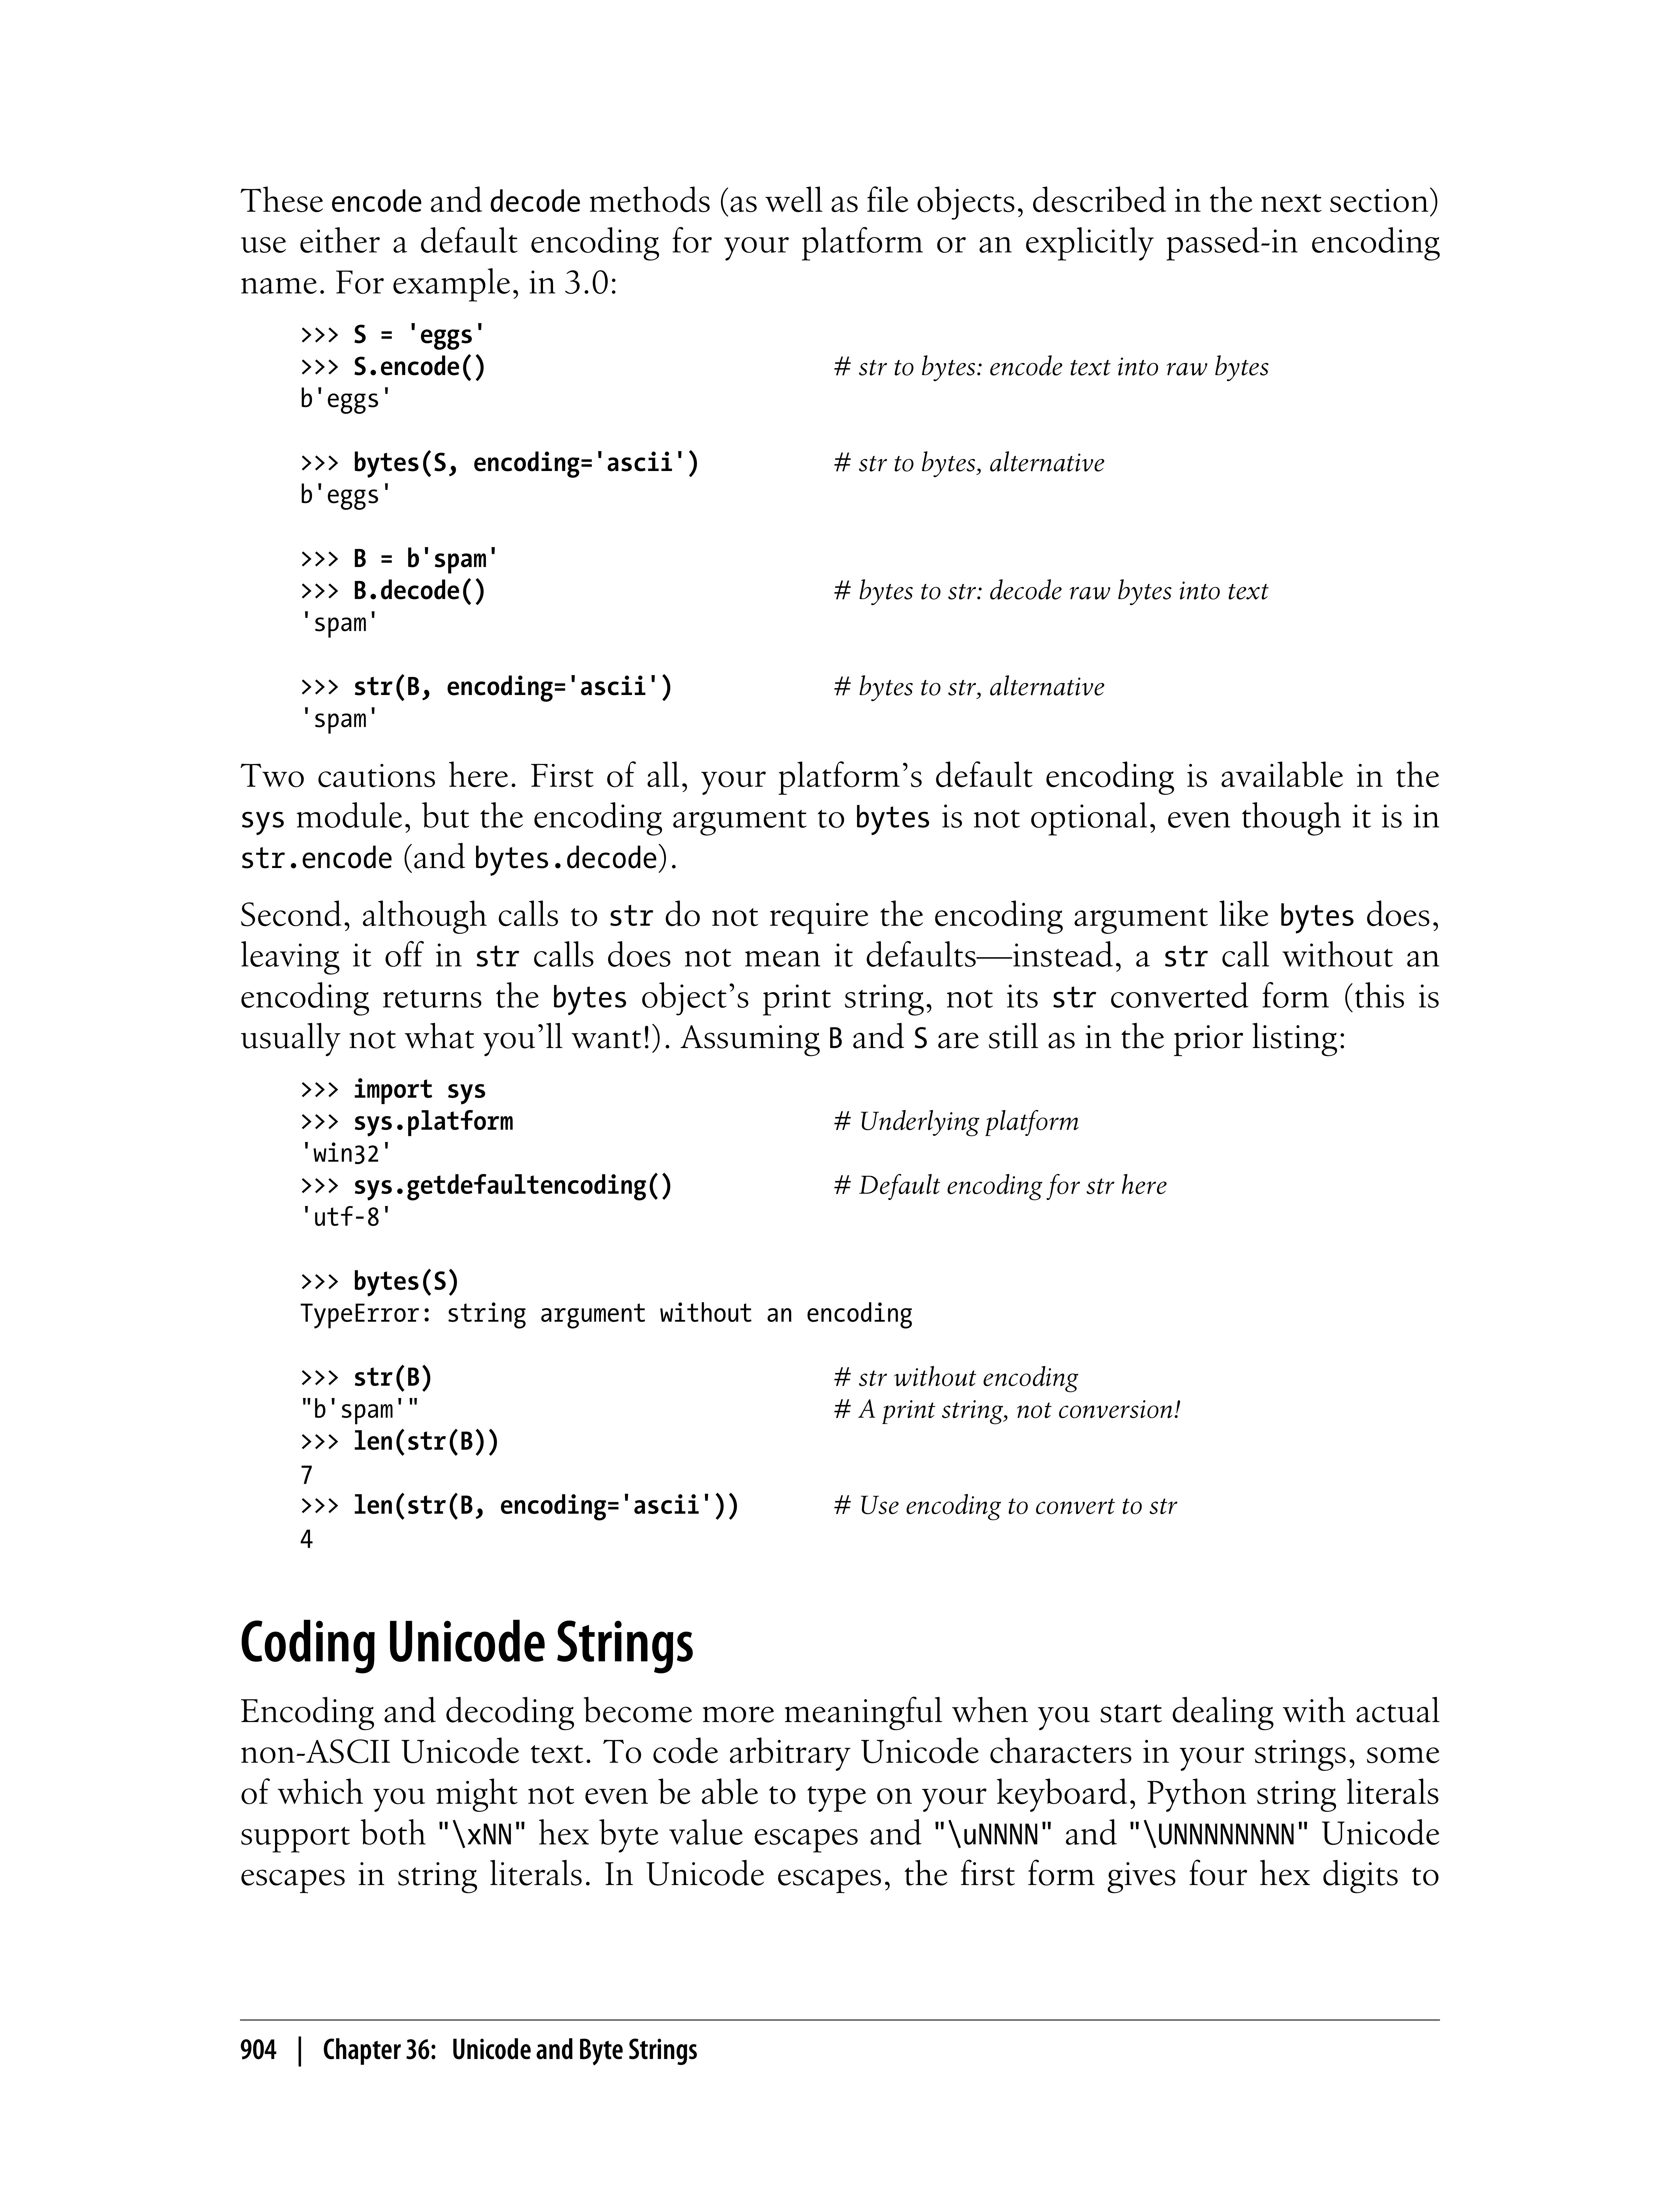 These encode and decode methods (as well as file objects, described in the next section)
use either a default encoding for your platform or an explicitly passed-in encoding
name. For example, in 3.0:
>>> S = 'eggs'
>>> S.encode() # str to bytes: encode text into raw bytes
b'eggs'
>>> bytes(S, encoding='ascii') # str to bytes, alternative
b'eggs'
>>> B = b'spam'
>>> B.decode() # bytes to str: decode raw bytes into text
'spam'
>>> str(B, encoding='ascii') # bytes to str, alternative
'spam'
Two cautions here. First of all, your platform’s default encoding is available in the
sys module, but the encoding argument to bytes is not optional, even though it is in
str.encode (and bytes.decode).
Second, although calls to str do not require the encoding argument like bytes does,
leaving it off in str calls does not mean it defaults—instead, a str call without an
encoding returns the bytes object’s print string, not its str converted form (this is
usually not what you’ll want!). Assuming B and S are still as in the prior listing:
>>> import sys
>>> sys.platform # Underlying platform
'win32'
>>> sys.getdefaultencoding() # Default encoding for str here
'utf-8'
>>> bytes(S)
TypeError: string argument without an encoding
>>> str(B) # str without encoding
"b'spam'" # A print string, not conversion!
>>> len(str(B))
7
>>> len(str(B, encoding='ascii')) # Use encoding to convert to str
4
Coding Unicode Strings
Encoding and decoding become more meaningful when you start dealing with actual
non-ASCII Unicode text. To code arbitrary Unicode characters in your strings, some
of which you might not even be able to type on your keyboard, Python string literals
support both "\xNN" hex byte value escapes and "\uNNNN" and "\UNNNNNNNN" Unicode
escapes in string literals. In Unicode escapes, the first form gives four hex digits to
904 | Chapter 36: Unicode and Byte Strings